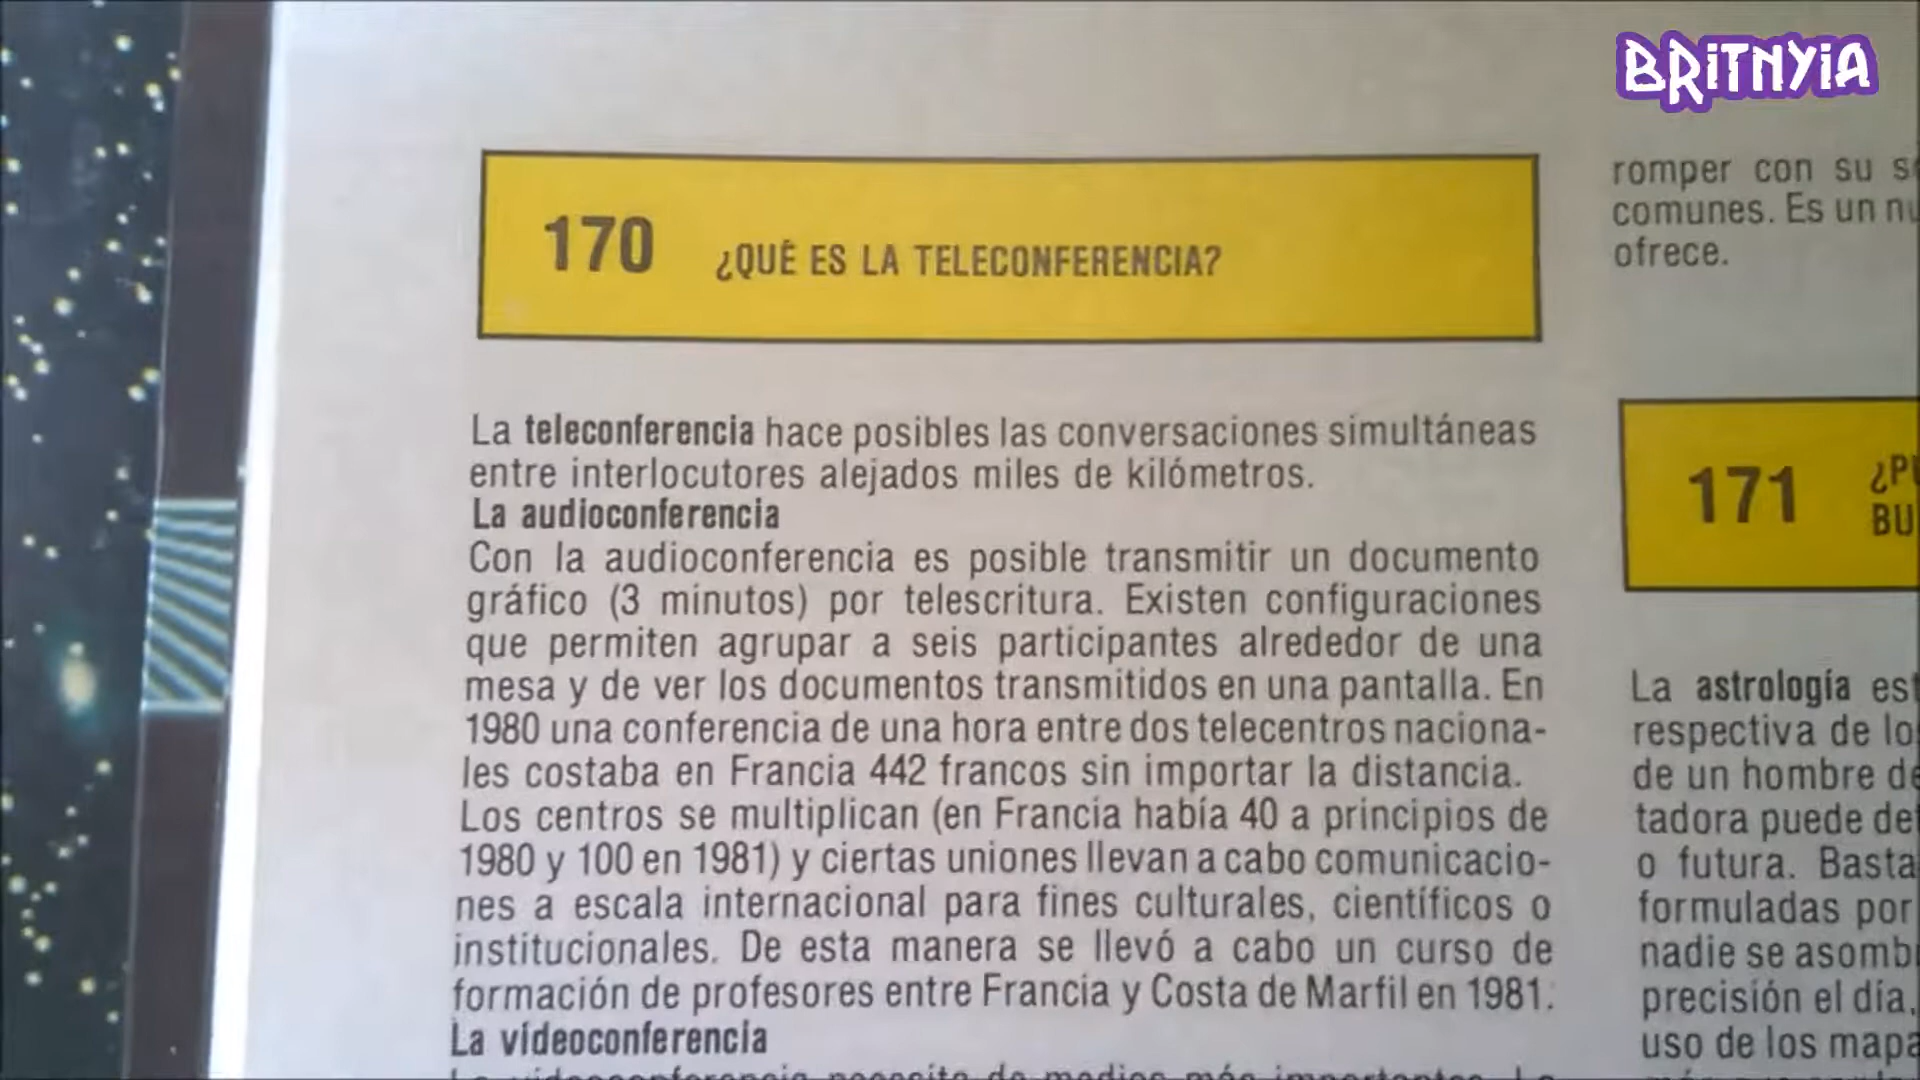 BRiTNYiA
170 ¿QUÉ ES LA TELECONFERENCIA?
La teleconferencia hace posibles las conversaciones simultáneas
entre interlocutores alejados miles de kilómetros.
La audioconferencia
Con la audioconferencia es posible transmitir un documento
gráfico (3 minutos) por telescritura. Existen configuraciones
que permiten agrupar a seis participantes alrededor de una
mesa y de ver los documentos transmitidos en una pantalla. En
1980 una conferencia de una hora entre dos telecentros naciona-
les costaba en Francia 442 francos sin importar la distancia.
Los centros se multiplican (en Francia había 40 a principios de
1980 y 100 en 1981) y ciertas uniones llevan a cabo comunicacio-
nes a escala internacional para fines culturales, científicos o
institucionales. De esta manera se llevó a cabo un curso de
formación de profesores entre Francia y Costa de Marfil en 1981.
La videoconferencia
romper con su
comunes. Es un
ofrece.
171
La astrología
respectiva de
de un hombre
tadora puede
o futura. Basta
formuladas por
nadie se
precisión el día,
uso de los